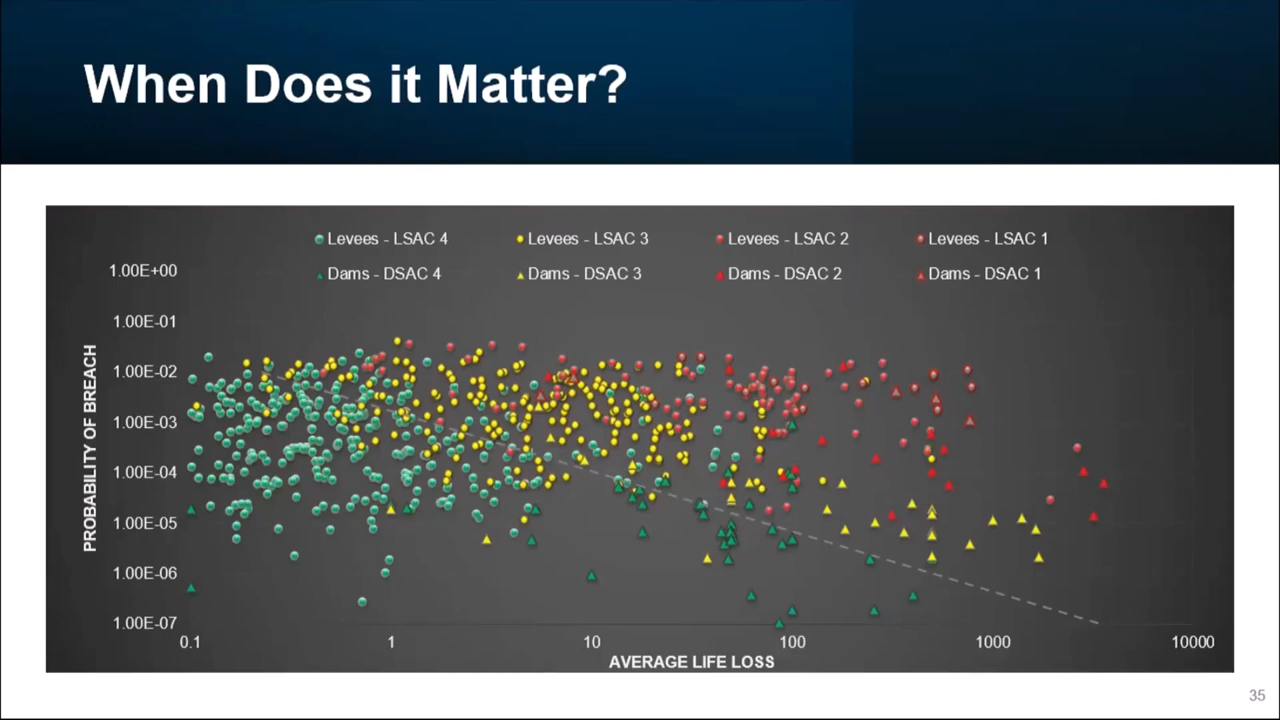 When Does it Matter?
Levees - LSAC 4 Levees - LSAC 3 Levees - LSAC 2 Levees - LSAC 1
Dams - DSAC 4 Dams - DSAC 3 Dams - DSAC 2 Dams - DSAC 1
PROBABILITY OF BREACH
1.00E+00
1.00E-01
1.00E-02
1.00E-03
1.00E-04
1.00E-05
1.00E-06
1.00E-07
0.1 1 10 100 1000 10000
AVERAGE LIFE LOSS
35